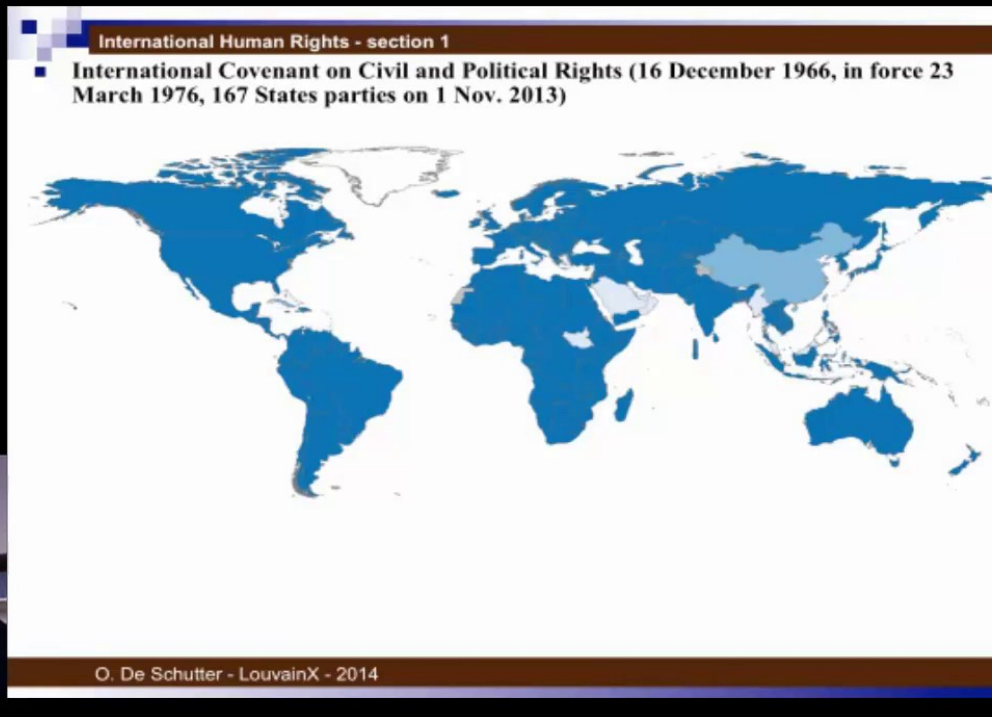 International Human Rights - section 1
International Covenant on Civil and Political Rights (16 December 1966, in force 23
March 1976, 167 States parties on 1 Nov. 2013)
O. De Schutter - LouvainX - 2014